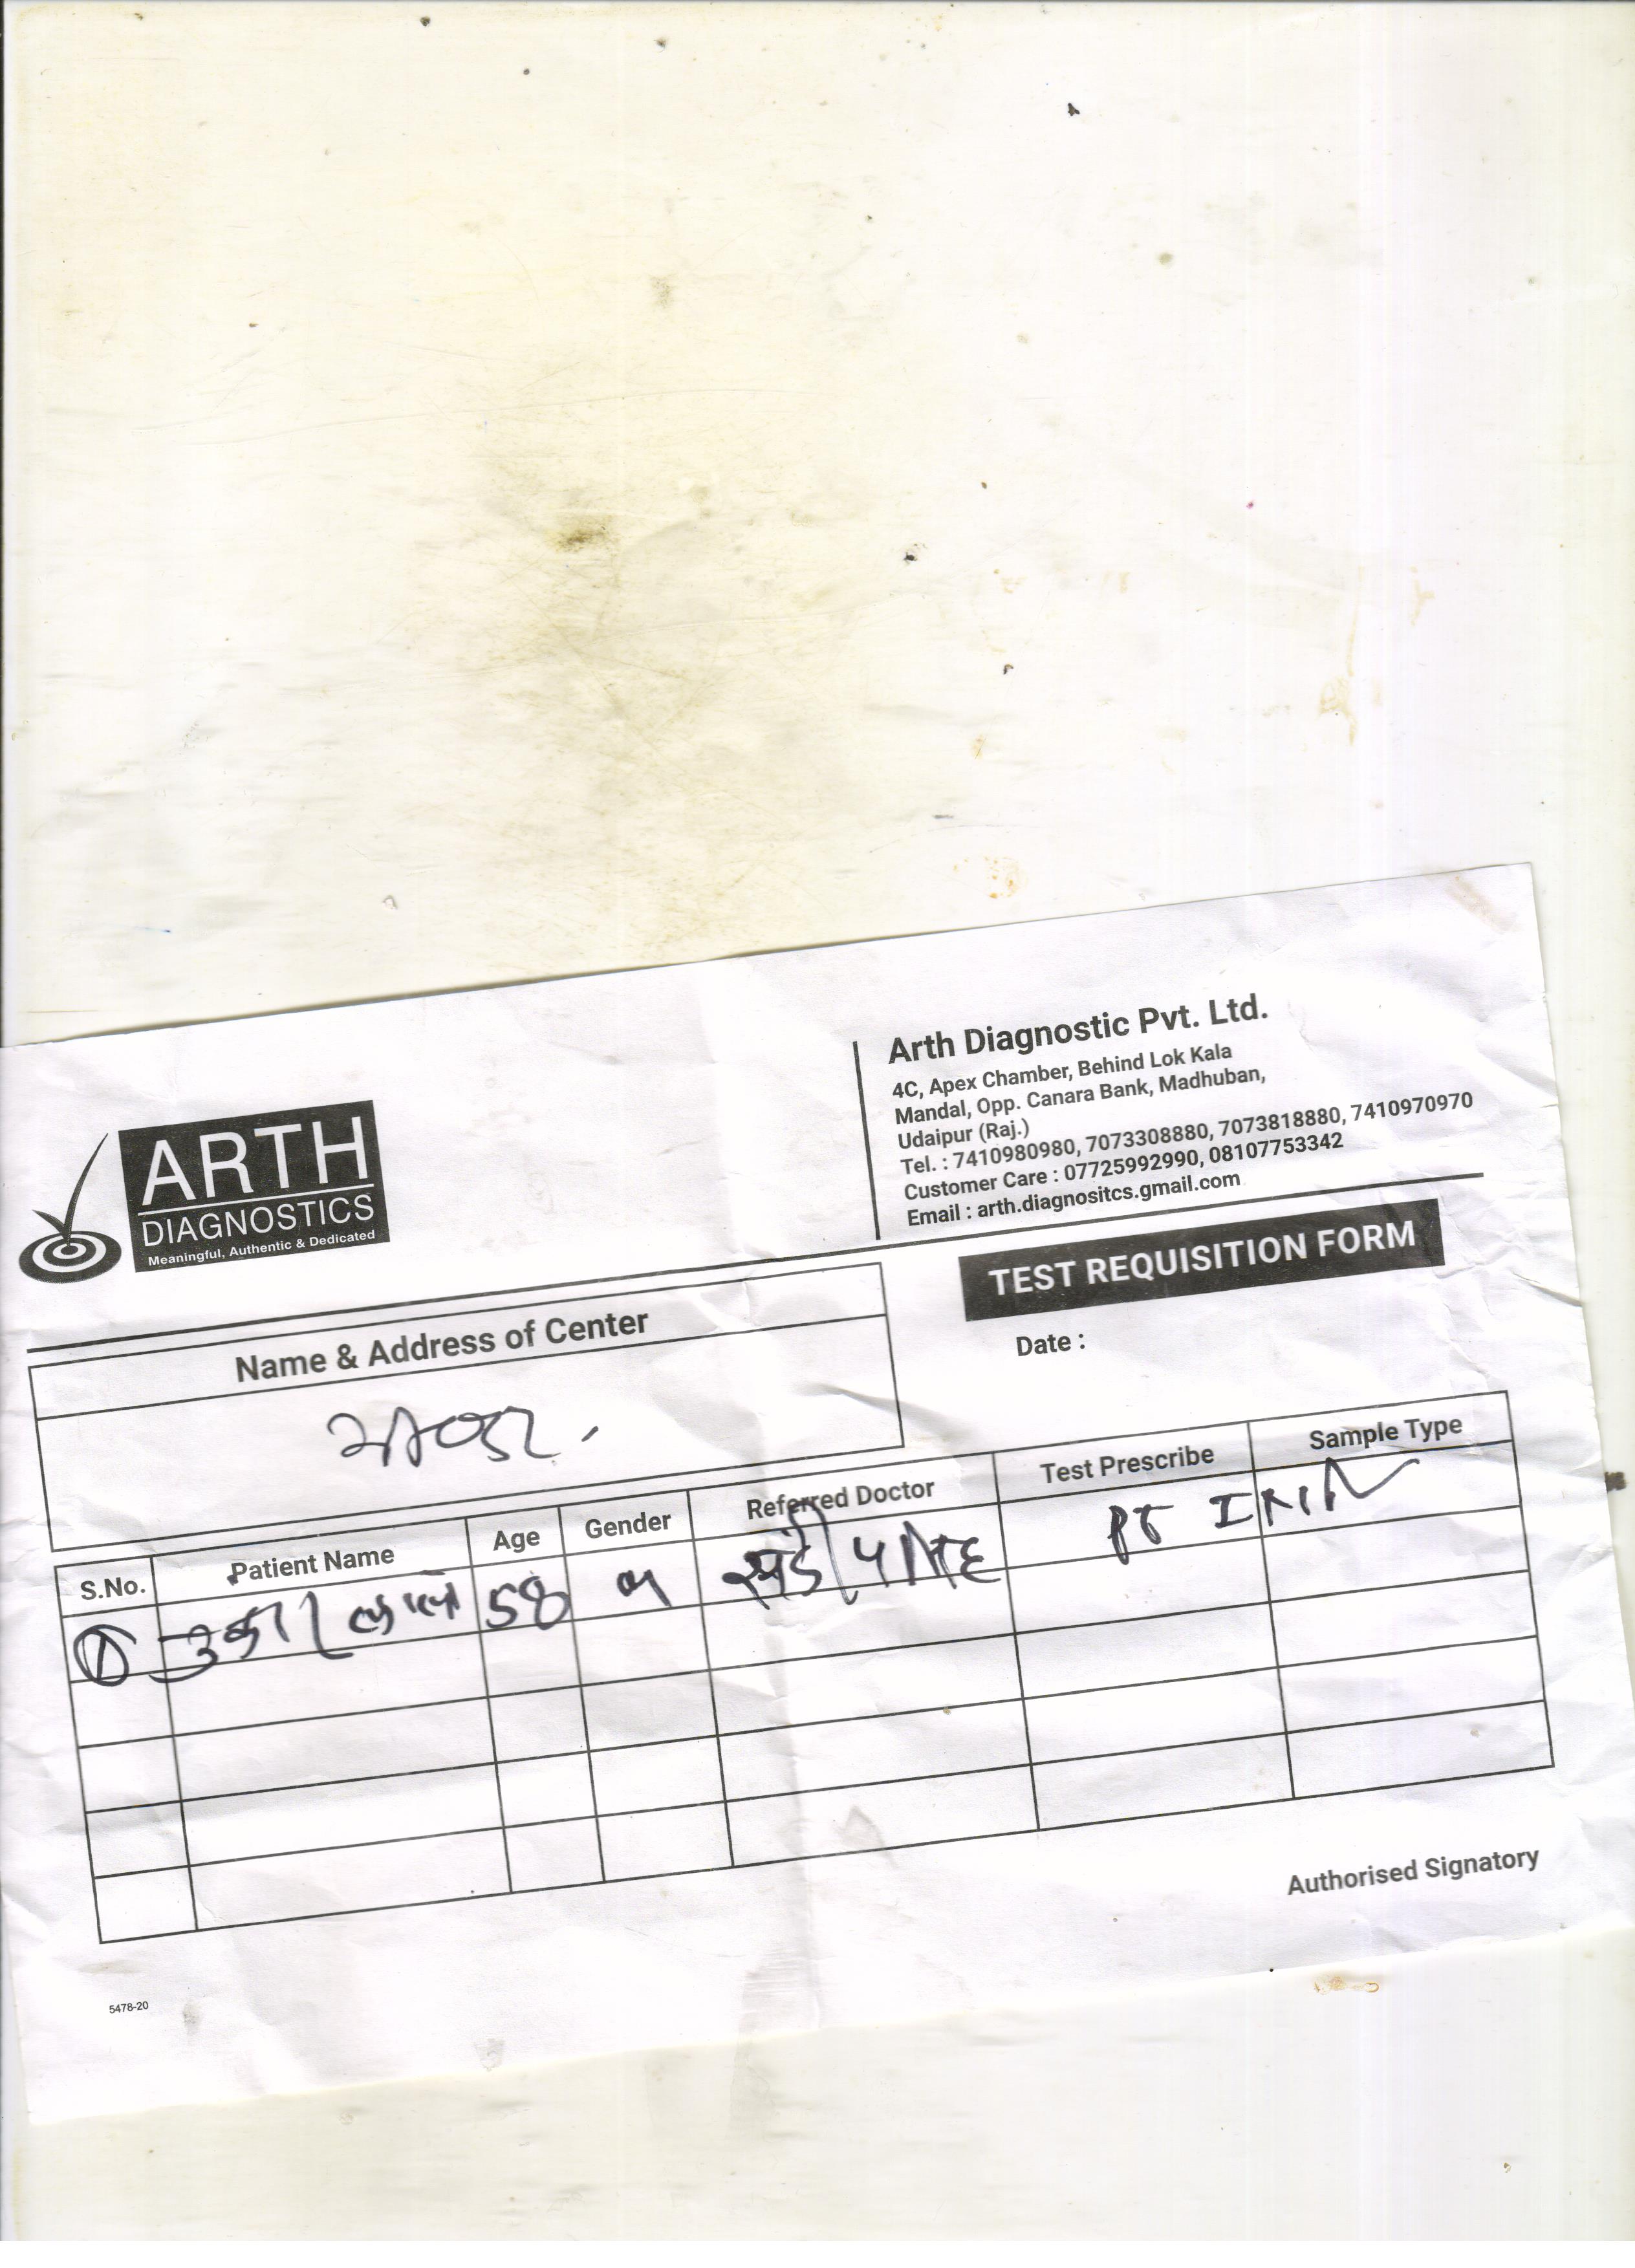 ARTH
DIAGNOSTICS
Meaningful, Authentic & Dedicated
Arth Diagnostic Pvt. Ltd.
4C, Apex Chamber, Behind Lok Kala
Mandal, Opp. Canara Bank, Madhuban,
Udaipur (Raj.)
Tel. : 7410980980, 7073308880, 7073818880, 7410970970
Customer Care : 07725992990, 08107753342
Email : arth.diagnositcs.gmail.com
TEST REQUISITION FORM
Name & Address of Center
Date :
S.No. Patient Name Age Gender Referred Doctor Test Prescribe Sample Type
1 लाल 58 PT INR
Authorised Signatory
5478-20